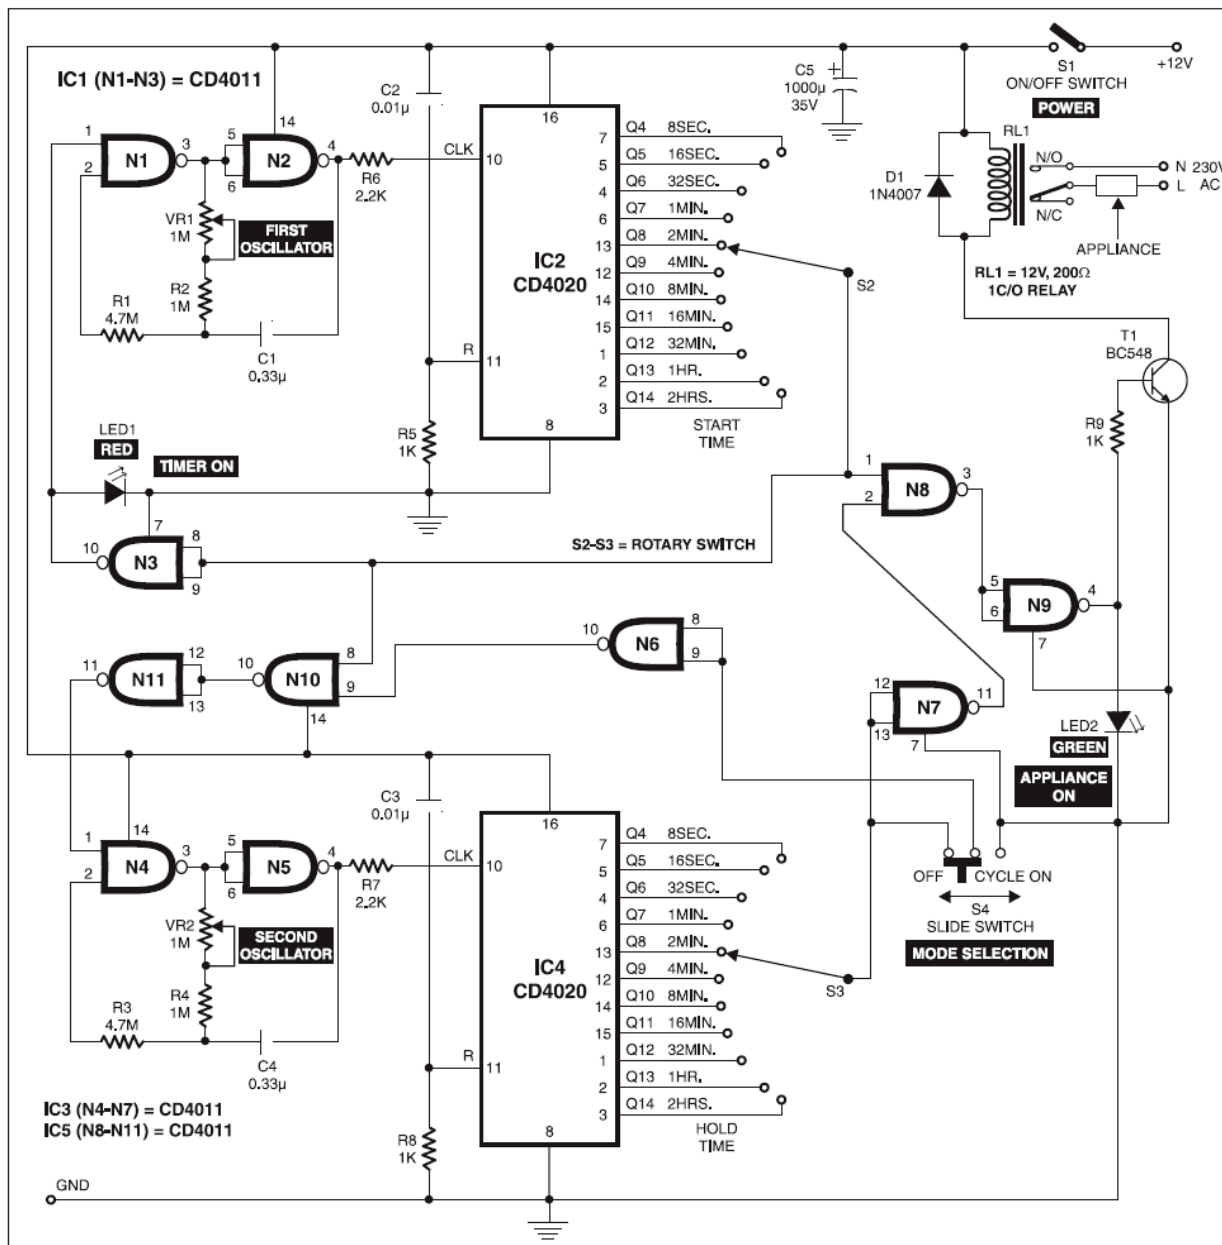 IC1 (N1-N3) = CD4011
1
2
N1
3
5
6
N2
14
4
R6
2.2K
VR1
1M
FIRST
OSCILLATOR
R2
1M
R1
4.7M
C1
0.33µ
C2
0.01µ
CLK
10
16
IC2
CD4020
R
11
8
R5
1K
7
Q4 8SEC.
5
Q5 16SEC.
4
Q6 32SEC.
6
Q7 1MIN.
13
Q8 2MIN.
12
Q9 4MIN.
14
Q10 8MIN.
15
Q11 16MIN.
1
Q12 32MIN.
2
Q13 1HR.
3
Q14 2HRS.
START
TIME
S2
C5
1000µ
35V
+
S1
ON/OFF SWITCH
POWER
+12V
RL1
D1
1N4007
N/O
N/C
N 230V
L AC
APPLIANCE
RL1 = 12V, 200Ω
1C/O RELAY
T1
BC548
R9
1K
LED1
RED
TIMER ON
7
10
N3
8
9
S2-S3 = ROTARY SWITCH
1
2
N8
3
5
6
N9
4
7
11
N11
12
13
10
N10
8
9
14
10
N6
8
9
12
13
N7
11
7
LED2
GREEN
APPLIANCE
ON
OFF
CYCLE ON
S4
SLIDE SWITCH
MODE SELECTION
1
2
14
N4
3
5
6
N5
4
R7
2.2K
VR2
1M
SECOND
OSCILLATOR
R4
1M
R3
4.7M
C4
0.33µ
C3
0.01µ
CLK
10
16
IC4
CD4020
R
11
8
R8
1K
7
Q4 8SEC.
5
Q5 16SEC.
4
Q6 32SEC.
6
Q7 1MIN.
13
Q8 2MIN.
12
Q9 4MIN.
14
Q10 8MIN.
15
Q11 16MIN.
1
Q12 32MIN.
2
Q13 1HR.
3
Q14 2HRS.
HOLD
TIME
S3
IC3 (N4-N7) = CD4011
IC5 (N8-N11) = CD4011
GND